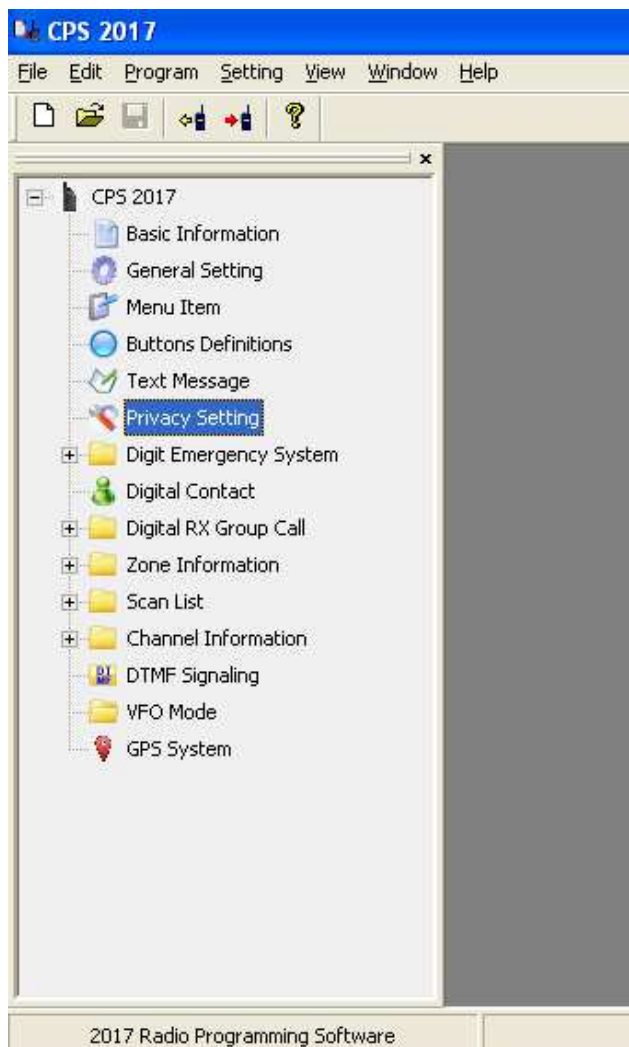 CPS 2017
File Edit Program Setting View Window Help
CPS 2017
Basic Information
General Setting
Menu Item
Buttons Definitions
Text Message
Privacy Setting
Digit Emergency System
Digital Contact
Digital RX Group Call
Zone Information
Scan List
Channel Information
DTMF Signaling
VFO Mode
GPS System
2017 Radio Programming Software